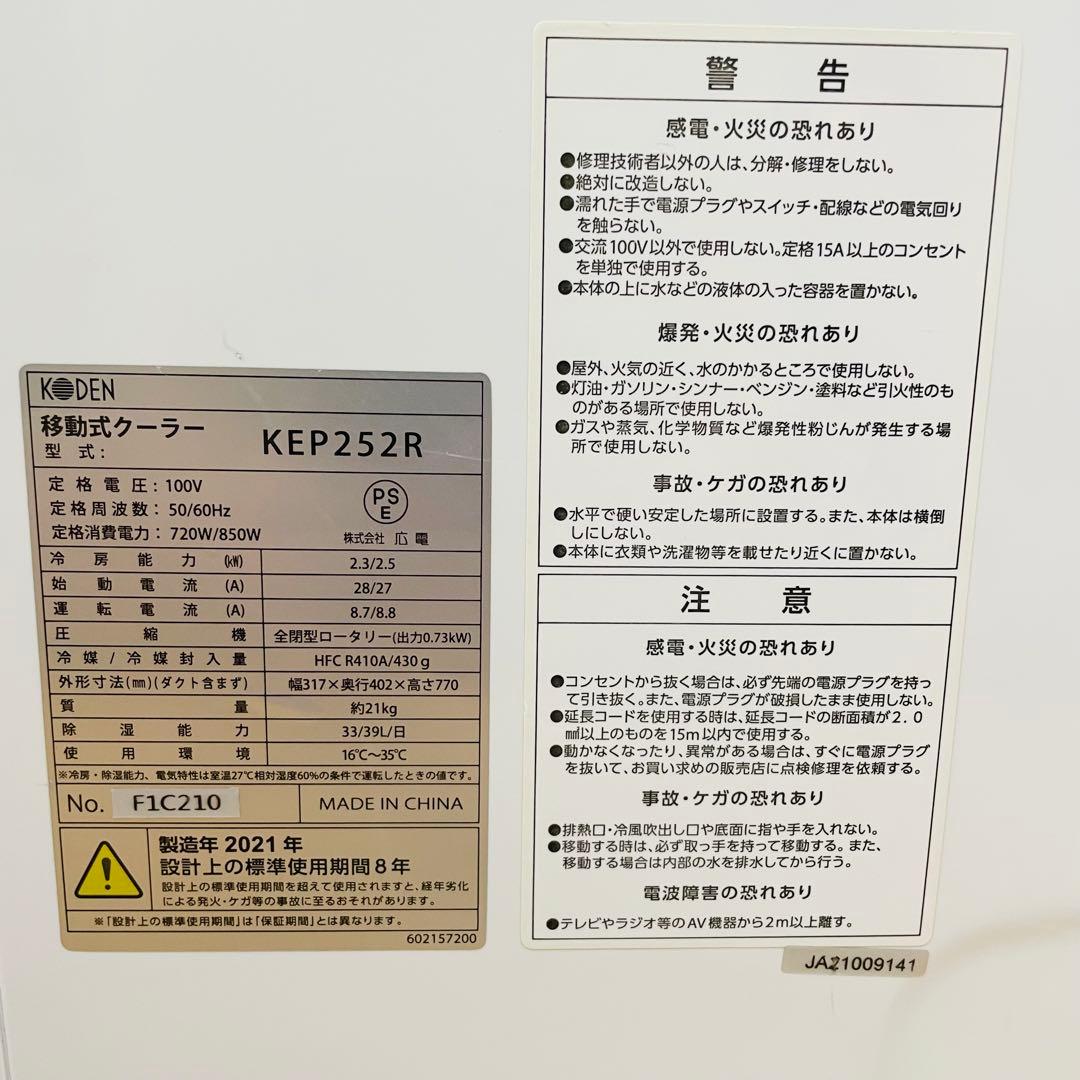 KODEN
移動式クーラー
型 式: KEP252R
定格電圧: 100V
定格周波数: 50/60Hz
定格消費電力: 720W/850W
PS
E
株式会社 広 電
冷房能力 (kW) 2.3/2.5
始動電流 (A) 28/27
運転電流 (A) 8.7/8.8
圧縮機 全閉型ロータリー(出力0.73kW)
冷媒/冷媒封入量 HFC R410A/430g
外形寸法(mm)(ダクト含まず) 幅317×奥行402×高さ770
質量 約21kg
除湿能力 33/39L/日
使用環境 16℃〜35℃
※冷房・除湿能力、電気特性は室温27℃相対湿度60%の条件で運転したときの値です。
No. F1C210 MADE IN CHINA
製造年 2021 年
設計上の標準使用期間 8 年
設計上の標準使用期間を超えて使用されますと、経年劣化
による発火・ケガ等の事故に至るおそれがあります。
※「設計上の標準使用期間」は「保証期間」とは異なります。
602157200
警 告
感電・火災の恐れあり
●修理技術者以外の人は、分解・修理をしない。
●絶対に改造しない。
●濡れた手で電源プラグやスイッチ・配線などの電気回り
を触らない。
●交流100V以外で使用しない。定格15A以上のコンセント
を単独で使用する。
●本体の上に水などの液体の入った容器を置かない。
爆発・火災の恐れあり
●屋外、火気の近く、水のかかるところで使用しない。
●灯油・ガソリン・シンナー・ベンジン・塗料など引火性のも
のがある場所で使用しない。
●ガスや蒸気、化学物質など爆発性粉じんが発生する場
所で使用しない。
事故・ケガの恐れあり
●水平で硬い安定した場所に設置する。また、本体は横倒
しにしない。
●本体に衣類や洗濯物等を載せたり近くに置かない。
注 意
感電・火災の恐れあり
●コンセントから抜く場合は、必ず先端の電源プラグを持っ
て引き抜く。また、電源プラグが破損したまま使用しない。
●延長コードを使用する時は、延長コードの断面積が2.0
㎟以上のものを15m以内で使用する。
●動かなくなったり、異常がある場合は、すぐに電源プラグ
を抜いて、お買い求めの販売店に点検修理を依頼する。
事故・ケガの恐れあり
●排熱口・冷風吹出し口や底面に指や手を入れない。
●移動する時は、必ず取っ手を持って移動する。また、
移動する場合は内部の水を排水してから行う。
電波障害の恐れあり
●テレビやラジオ等のAV機器から2m以上離す。
JA21009141